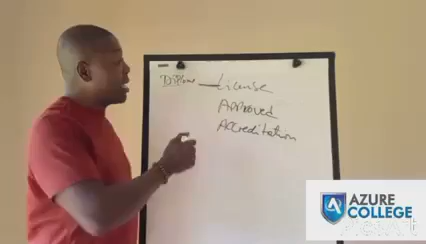 Diploma — License
Approved
Accreditation
AZURE
COLLEGE